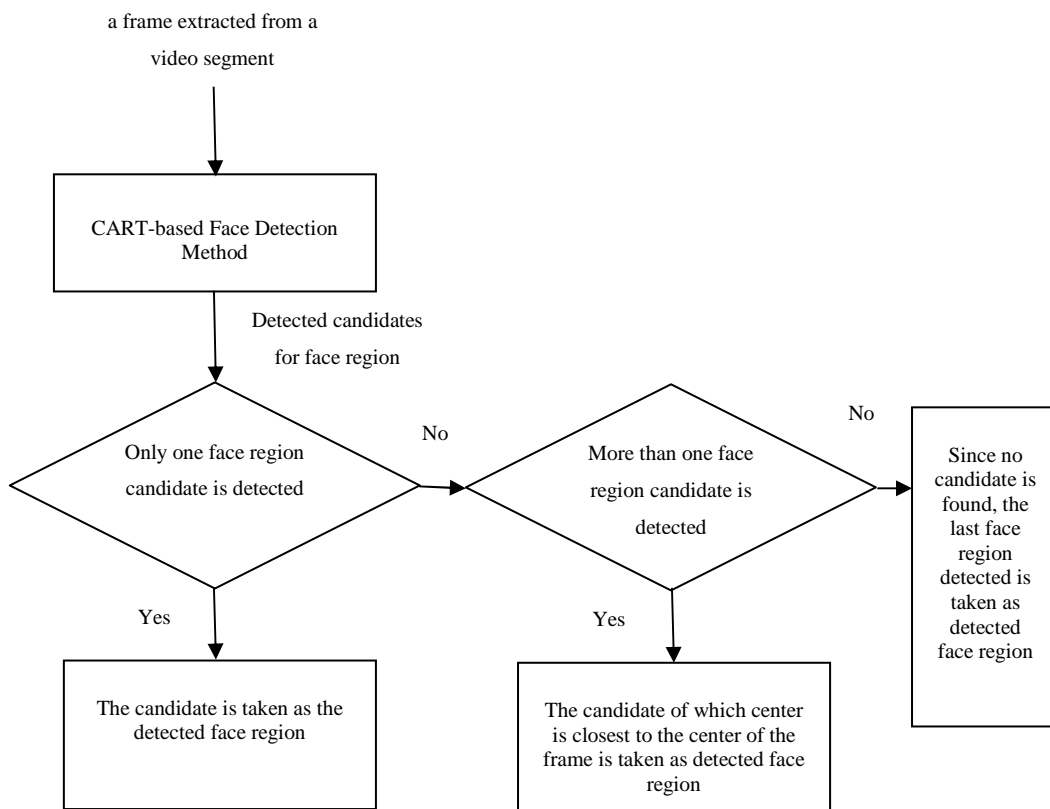 a frame extracted from a
video segment
CART-based Face Detection
Method
Detected candidates
for face region
Only one face region
candidate is detected
No
More than one face
region candidate is
detected
No
Since no
candidate is
found, the
last face
region
detected is
taken as
detected
face region
Yes
The candidate is taken as the
detected face region
Yes
The candidate of which center
is closest to the center of the
frame is taken as detected face
region